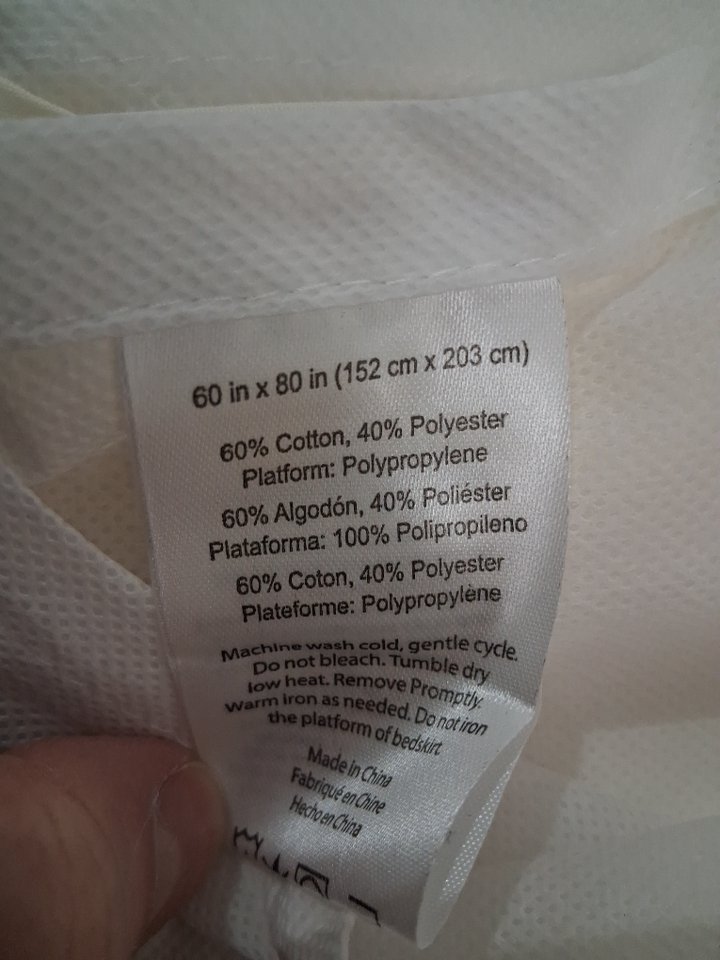 60 in x 80 in (152 cm x 203 cm)
60% Cotton, 40% Polyester
Platform: Polypropylene
60% Algodón, 40% Poliéster
Plataforma: 100% Polipropileno
60% Coton, 40% Polyester
Plateforme: Polypropylène
Machine wash cold, gentle cycle.
Do not bleach. Tumble dry
low heat. Remove Promptly.
Warm iron as needed. Do not iron
the platform of bedskirt
Made in China
Fabriqué en Chine
Hecho en China